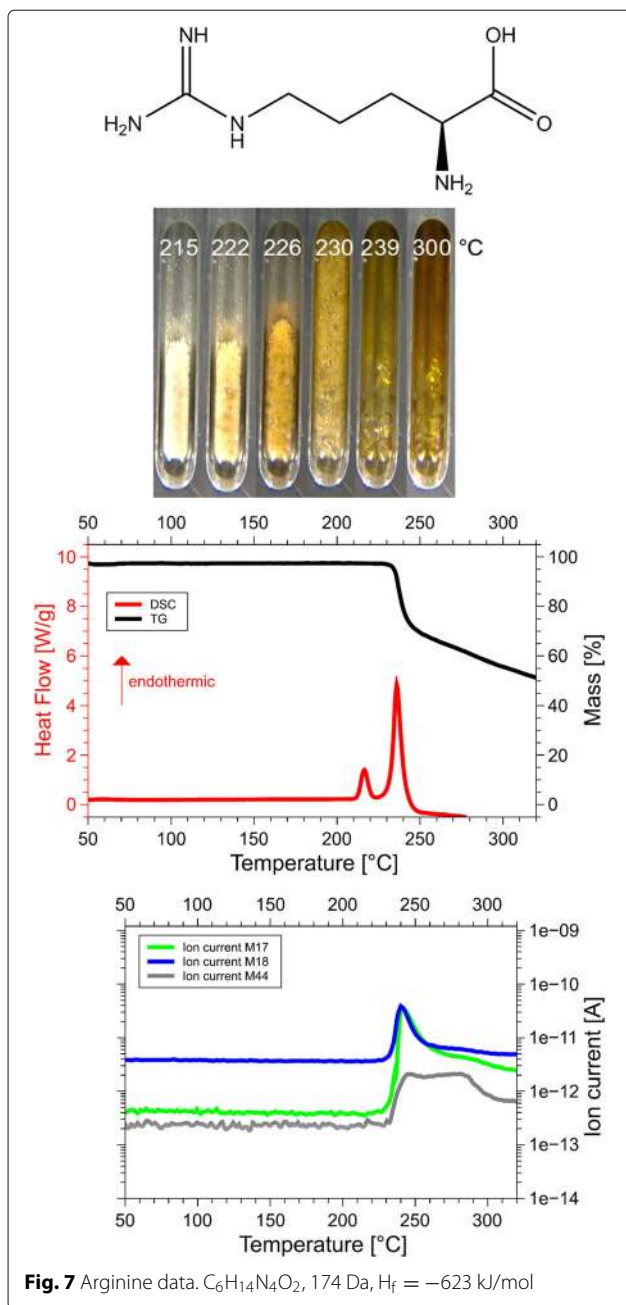 NH
OH
H₂N
N
H
O
NH₂
215 222 226 230 239 300 °C
50 100 150 200 250 300
10 100
DSC
TG
8 80
endothermic
6 60
4 40
2 20
0 0
Heat Flow [W/g]
Mass [%]
50 100 150 200 250 300
Temperature [°C]
50 100 150 200 250 300
Ion current M17
Ion current M18
Ion current M44
1e-09
1e-10
1e-11
1e-12
1e-13
1e-14
Ion current [A]
50 100 150 200 250 300
Temperature [°C]
Fig. 7 Arginine data. C₆H₁₄N₄O₂, 174 Da, H_f = −623 kJ/mol